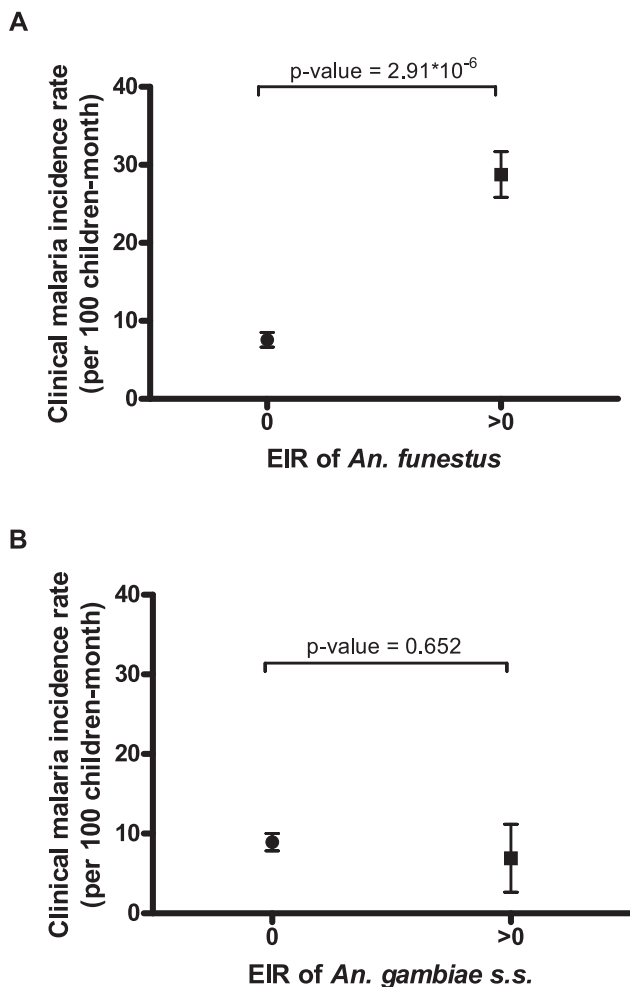 A
p-value = 2.91*10⁻⁶
Clinical malaria incidence rate
(per 100 children-month)
40
30
20
10
0
0
>0
EIR of An. funestus
B
p-value = 0.652
Clinical malaria incidence rate
(per 100 children-month)
40
30
20
10
0
0
>0
EIR of An. gambiae s.s.